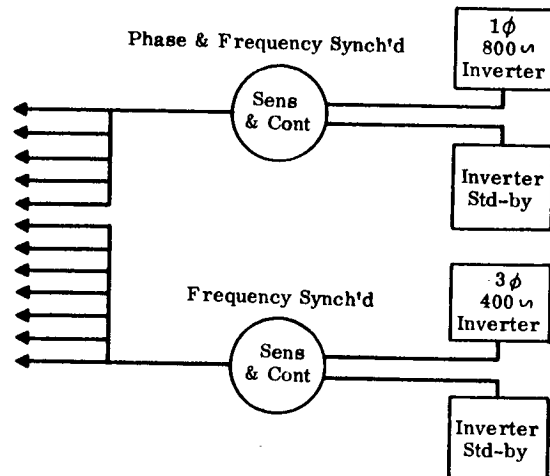 Phase & Frequency Synch'd
1ϕ
800∿
Inverter
Sens
& Cont
Inverter
Std-by
Frequency Synch'd
3ϕ
400∿
Inverter
Sens
& Cont
Inverter
Std-by